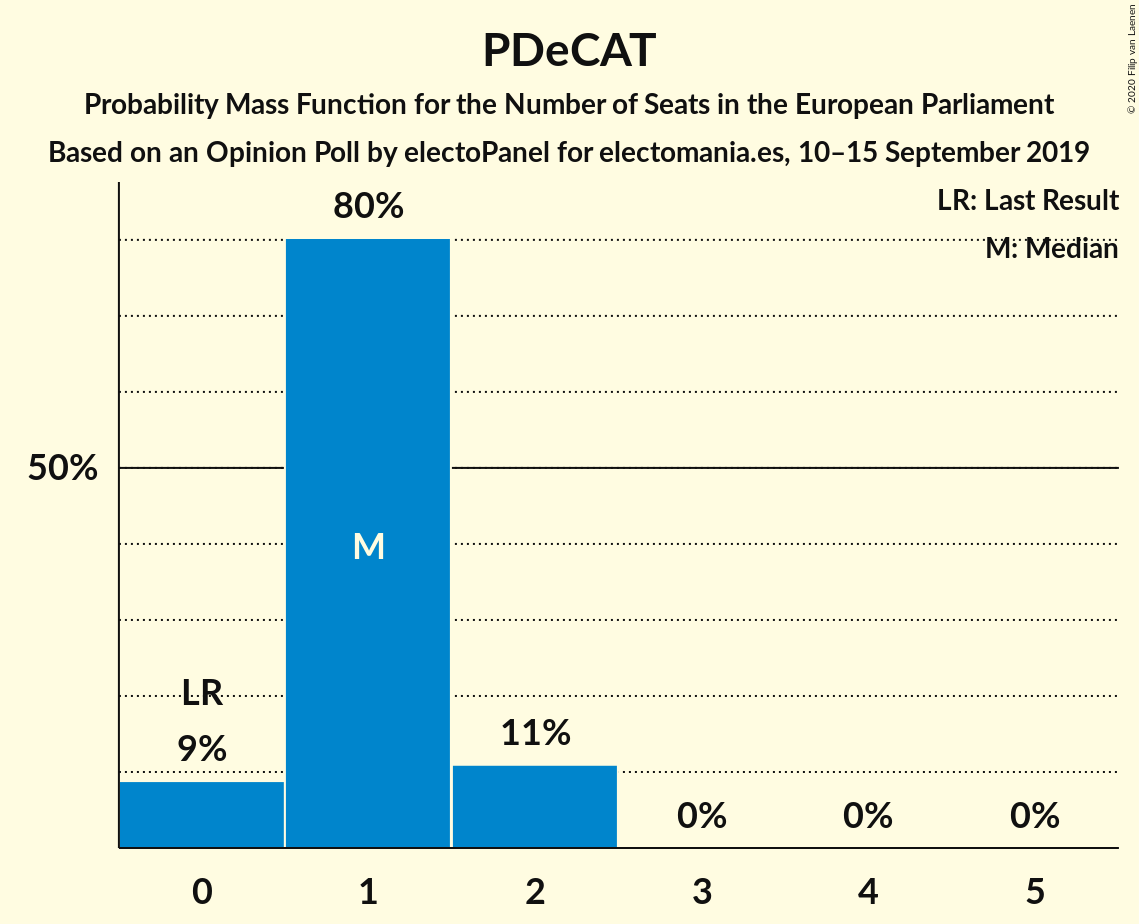 PDeCAT
Probability Mass Function for the Number of Seats in the European Parliament
Based on an Opinion Poll by electoPanel for electomania.es, 10–15 September 2019
© 2020 Filip van Laenen
LR: Last Result
M: Median
80%
50%
M
LR
9%
11%
0%
0%
0%
0
1
2
3
4
5